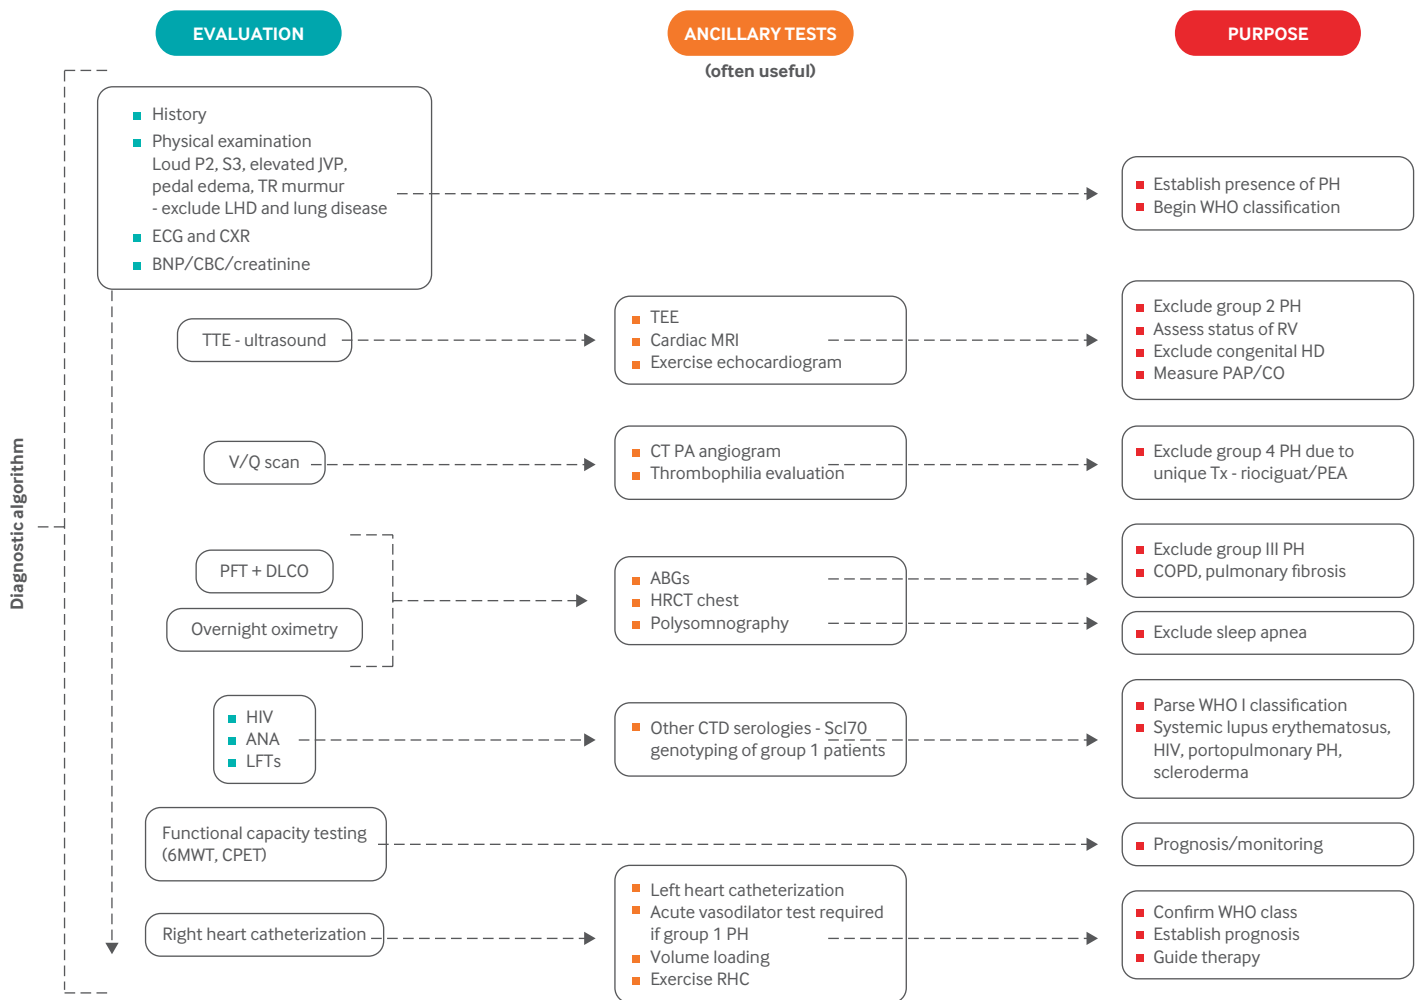 EVALUATION
ANCILLARY TESTS
(often useful)
PURPOSE
Diagnostic algorithm
History
Physical examination
Loud P2, S3, elevated JVP,
pedal edema, TR murmur
- exclude LHD and lung disease
ECG and CXR
BNP/CBC/creatinine
Establish presence of PH
Begin WHO classification
TTE - ultrasound
TEE
Cardiac MRI
Exercise echocardiogram
Exclude group 2 PH
Assess status of RV
Exclude congenital HD
Measure PAP/CO
V/Q scan
CT PA angiogram
Thrombophilia evaluation
Exclude group 4 PH due to
unique Tx - riociguat/PEA
PFT + DLCO
Overnight oximetry
ABGs
HRCT chest
Polysomnography
Exclude group III PH
COPD, pulmonary fibrosis
Exclude sleep apnea
HIV
ANA
LFTs
Other CTD serologies - Scl70
genotyping of group 1 patients
Parse WHO I classification
Systemic lupus erythematosus,
HIV, portopulmonary PH,
scleroderma
Functional capacity testing
(6MWT, CPET)
Prognosis/monitoring
Right heart catheterization
Left heart catheterization
Acute vasodilator test required
if group 1 PH
Volume loading
Exercise RHC
Confirm WHO class
Establish prognosis
Guide therapy